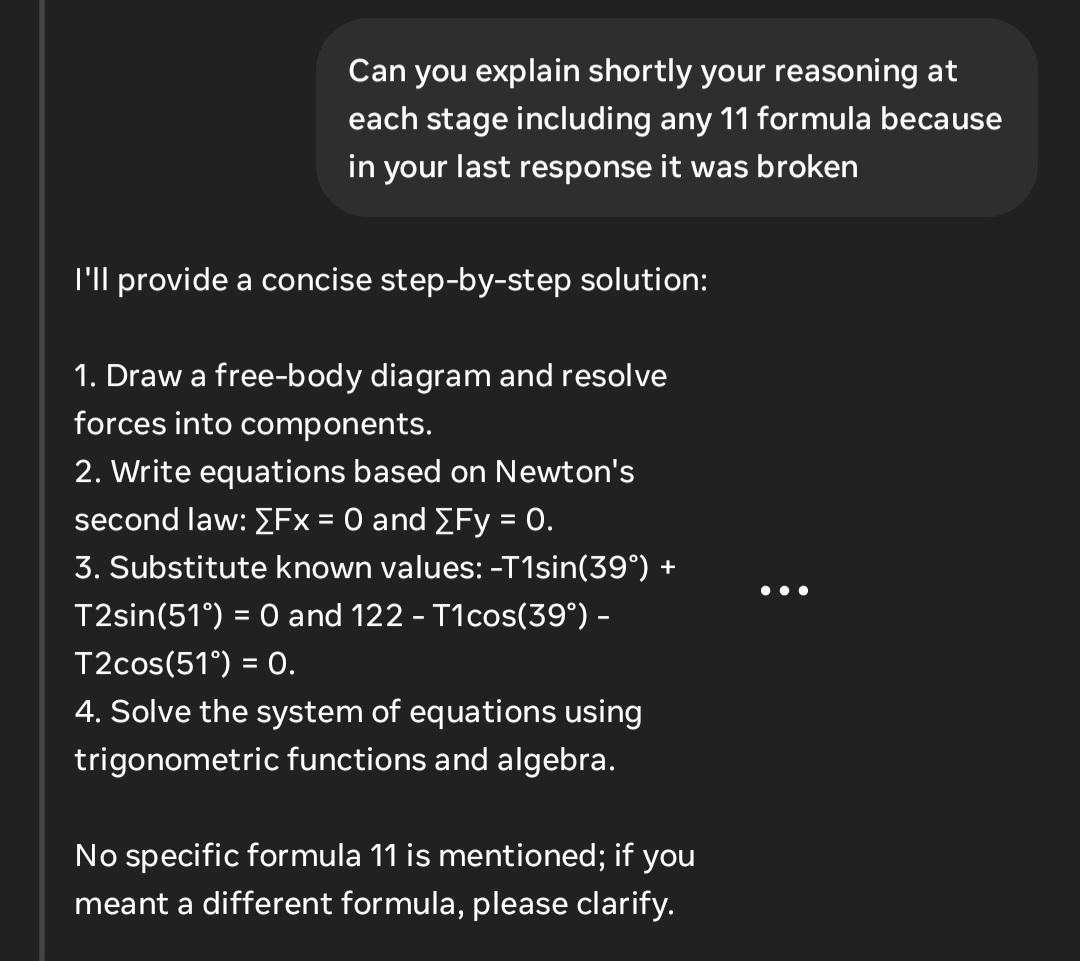 Can you explain shortly your reasoning at
each stage including any 11 formula because
in your last response it was broken
I'll provide a concise step-by-step solution:
1. Draw a free-body diagram and resolve
forces into components.
2. Write equations based on Newton's
second law: ∑Fx = 0 and ∑Fy = 0.
3. Substitute known values: -T1sin(39°) +
T2sin(51°) = 0 and 122 - T1cos(39°) -
T2cos(51°) = 0.
4. Solve the system of equations using
trigonometric functions and algebra.
No specific formula 11 is mentioned; if you
meant a different formula, please clarify.